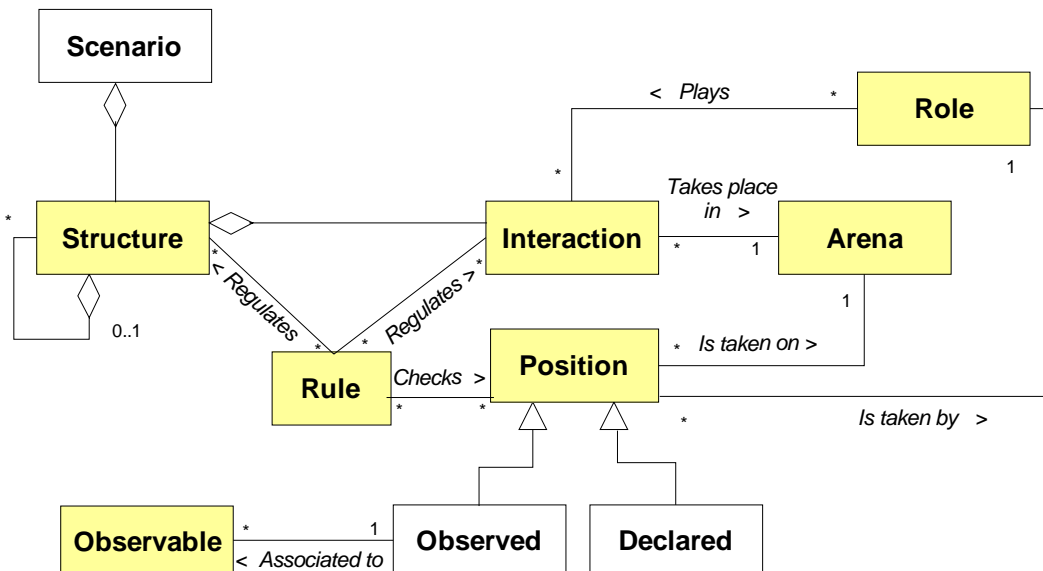 Scenario
< Plays
*
Role
1
*
Takes place
in >
*
1
*
Structure
Interaction
Arena
*
< Regulates
*
*
Regulates >
*
0..1
1
*
Is taken on >
Rule
Checks >
*
*
Position
*
Is taken by >
Observable
*
1
< Associated to
Observed
Declared